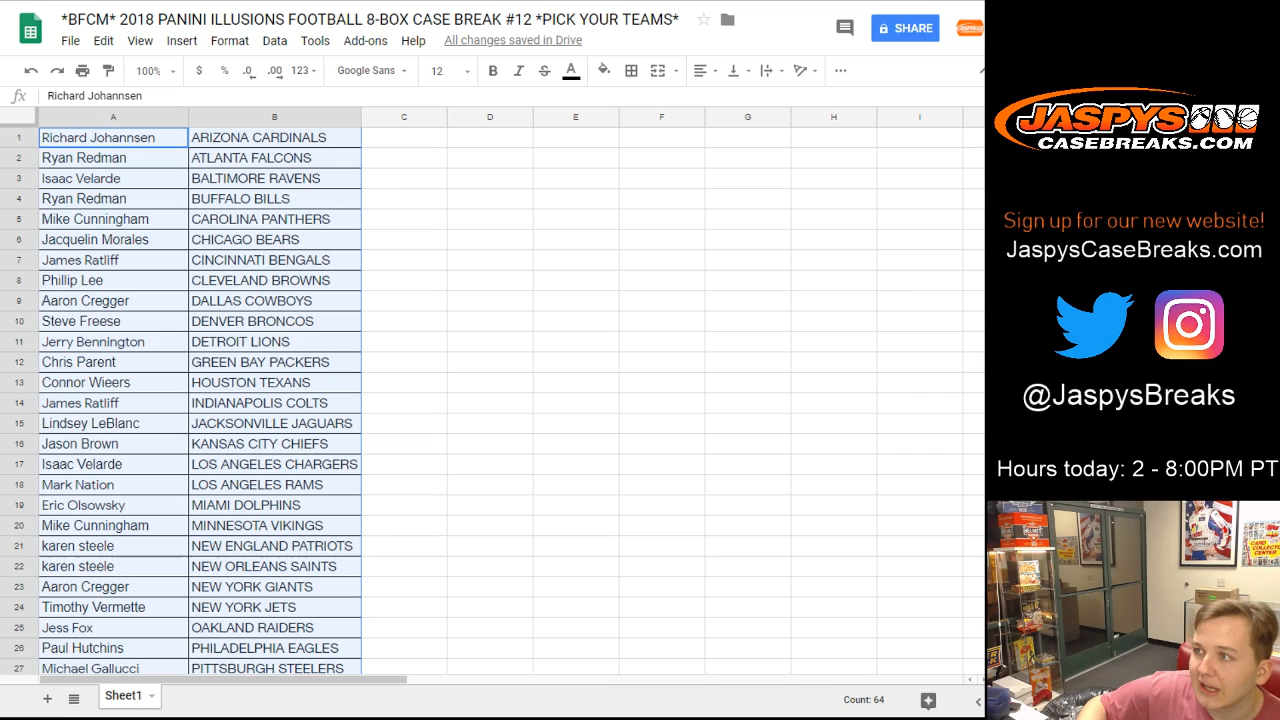 *BFCM* 2018 PANINI ILLUSIONS FOOTBALL 8-BOX CASE BREAK #12 *PICK YOUR TEAMS*
File Edit View Insert Format Data Tools Add-ons Help All changes saved in Drive
SHARE
100% $ % .0 .00 123 Google Sans 12 B I S A
fx Richard Johannsen
A B C D E F G H I
1 Richard Johannsen ARIZONA CARDINALS
2 Ryan Redman ATLANTA FALCONS
3 Isaac Velarde BALTIMORE RAVENS
4 Ryan Redman BUFFALO BILLS
5 Mike Cunningham CAROLINA PANTHERS
6 Jacquelin Morales CHICAGO BEARS
7 James Ratliff CINCINNATI BENGALS
8 Phillip Lee CLEVELAND BROWNS
9 Aaron Cregger DALLAS COWBOYS
10 Steve Freese DENVER BRONCOS
11 Jerry Bennington DETROIT LIONS
12 Chris Parent GREEN BAY PACKERS
13 Connor Wieers HOUSTON TEXANS
14 James Ratliff INDIANAPOLIS COLTS
15 Lindsey LeBlanc JACKSONVILLE JAGUARS
16 Jason Brown KANSAS CITY CHIEFS
17 Isaac Velarde LOS ANGELES CHARGERS
18 Mark Nation LOS ANGELES RAMS
19 Eric Olsowsky MIAMI DOLPHINS
20 Mike Cunningham MINNESOTA VIKINGS
21 karen steele NEW ENGLAND PATRIOTS
22 karen steele NEW ORLEANS SAINTS
23 Aaron Cregger NEW YORK GIANTS
24 Timothy Vermette NEW YORK JETS
25 Jess Fox OAKLAND RAIDERS
26 Paul Hutchins PHILADELPHIA EAGLES
27 Michael Gallucci PITTSBURGH STEELERS
Sheet1
Count: 64
JASPYS
CASEBREAKS.COM
Sign up for our new website!
JaspysCaseBreaks.com
@JaspysBreaks
Hours today: 2 - 8:00PM PT
CARD
COLLECTOR
CENTER